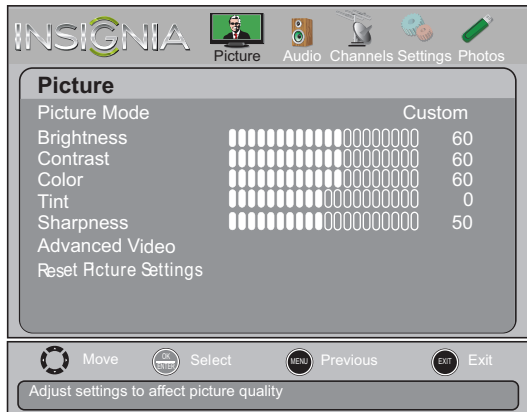 INSIGNIA
Picture Audio Channels Settings Photos
Picture
Picture Mode Custom
Brightness 60
Contrast 60
Color 60
Tint 0
Sharpness 50
Advanced Video
Reset Picture Settings
Move OK ENTER Select MENU Previous EXIT Exit
Adjust settings to affect picture quality